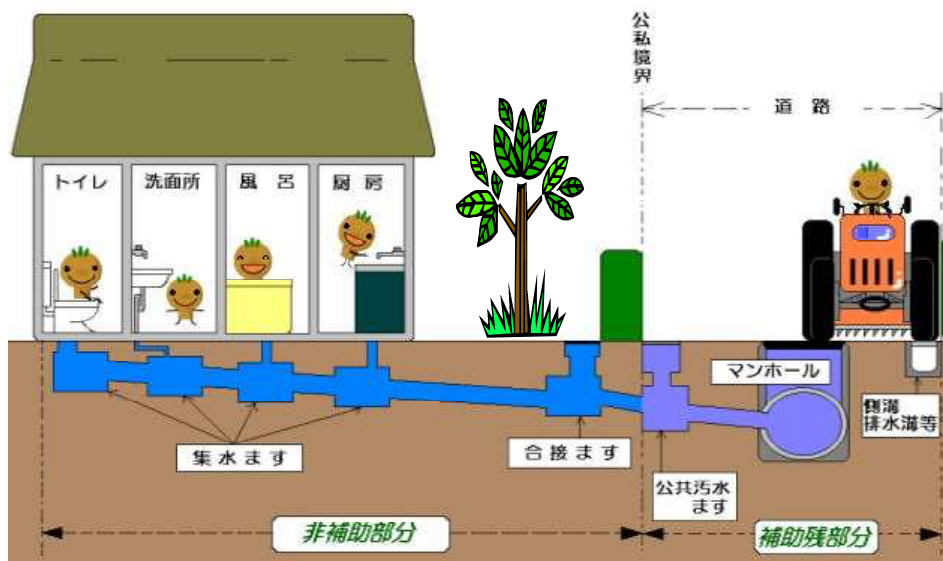 公私境界
道路
トイレ
洗面所
風呂
厨房
マンホール
側溝
排水溝等
集水ます
合接ます
公共汚水
ます
非補助部分
補助残部分